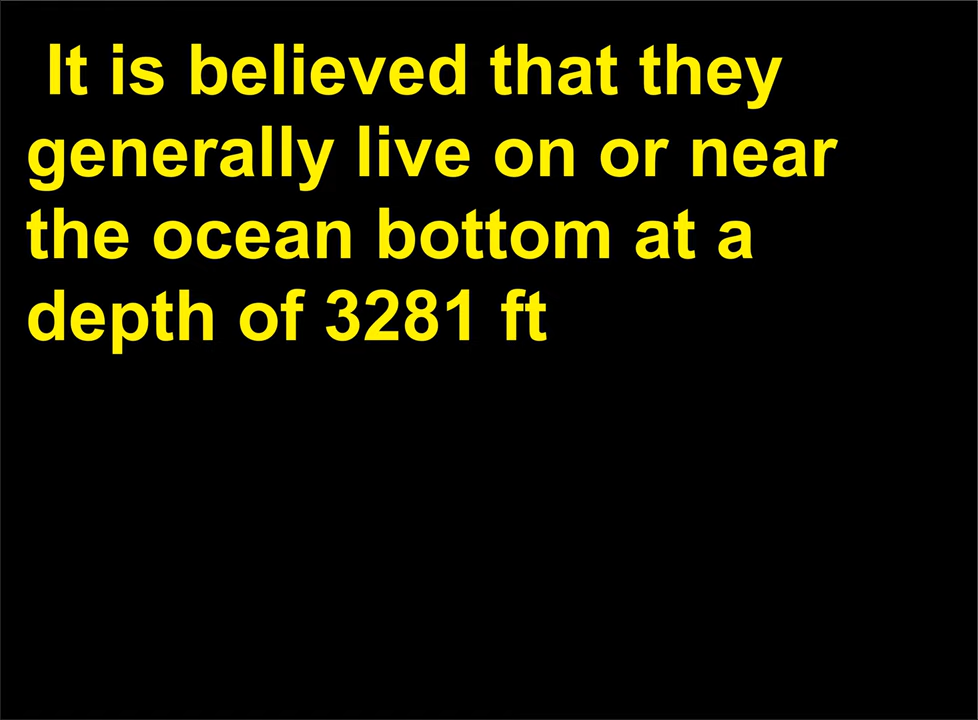 It is believed that they
generally live on or near
the ocean bottom at a
depth of 3281 ft